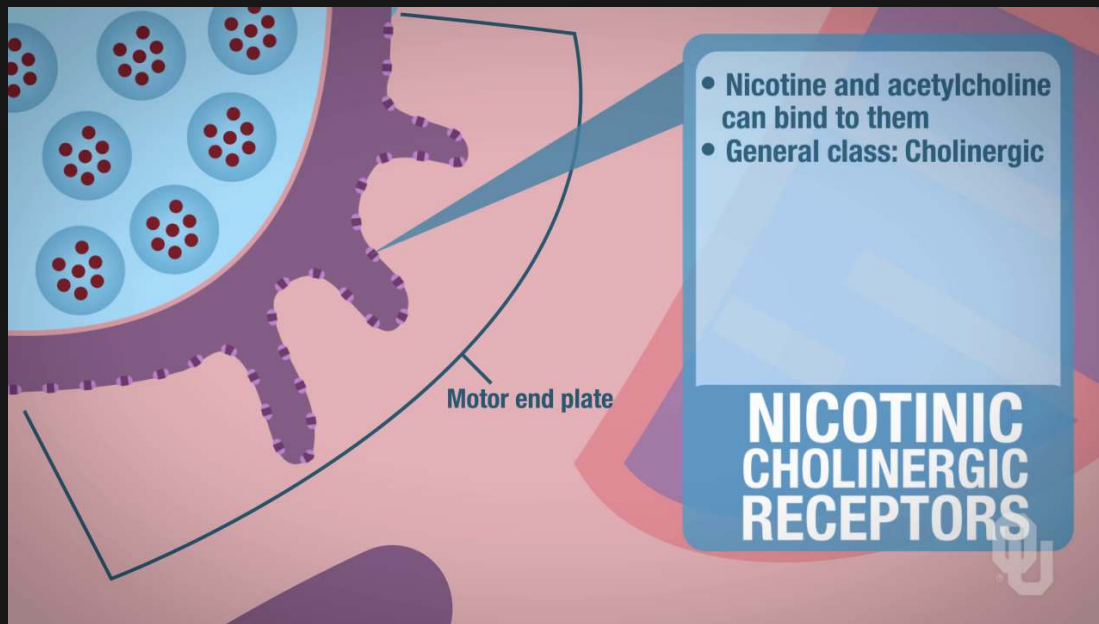 • Nicotine and acetylcholine
can bind to them
• General class: Cholinergic
Motor end plate
NICOTINIC
CHOLINERGIC
RECEPTORS